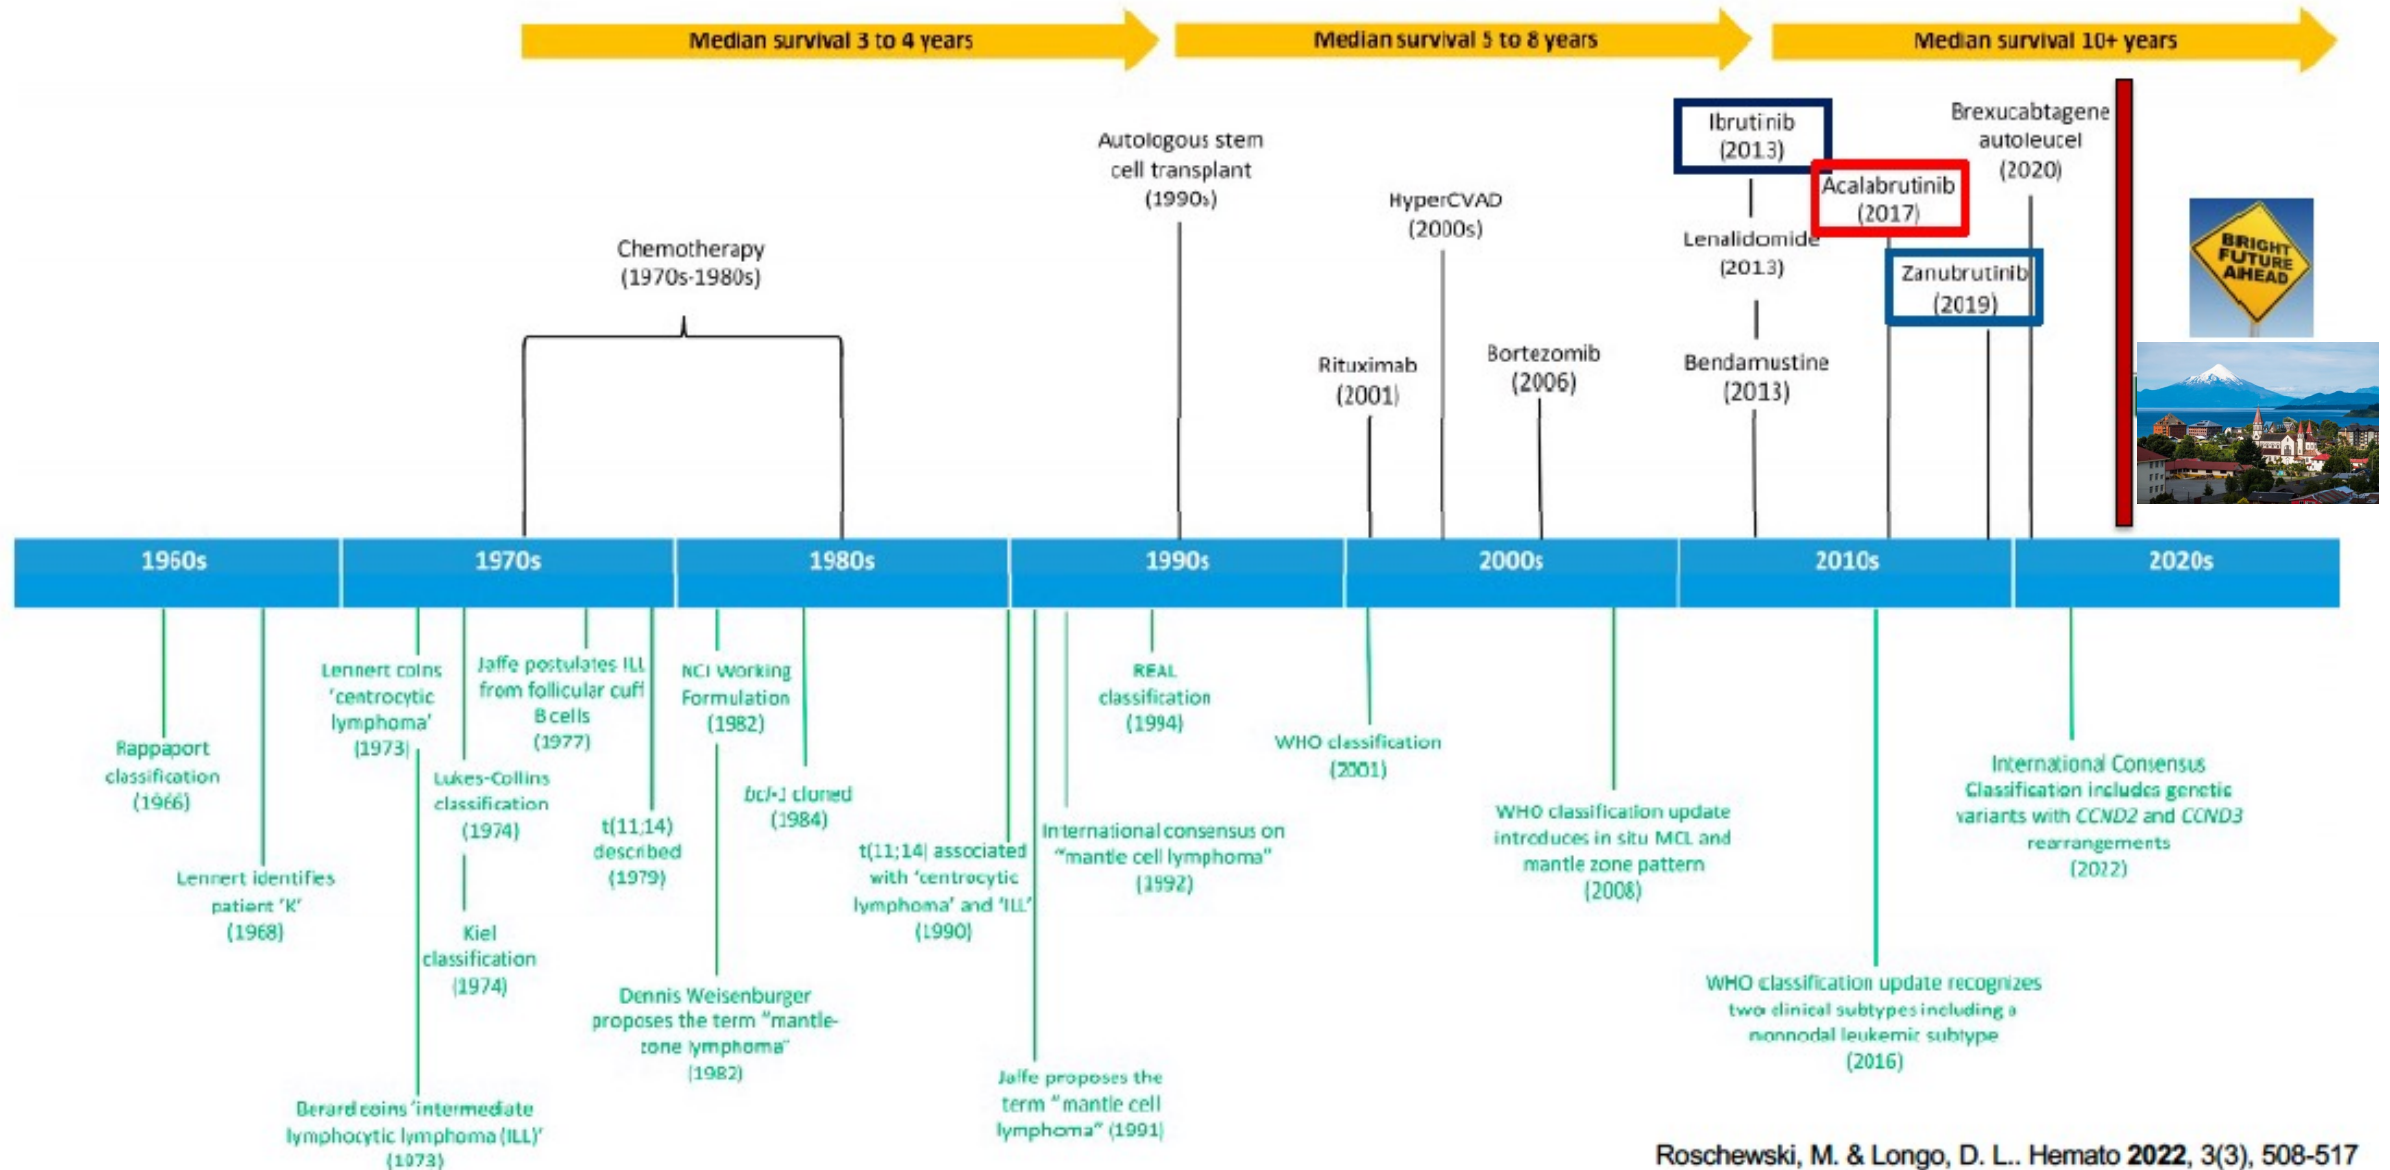 Median survival 3 to 4 years
Median survival 5 to 8 years
Median survival 10+ years
Chemotherapy
(1970s-1980s)
Autologous stem
cell transplant
(1990s)
Rituximab
(2001)
HyperCVAD
(2000s)
Bortezomib
(2006)
Ibrutinib
(2013)
Lenalidomide
(2013)
Bendamustine
(2013)
Acalabrutinib
(2017)
Zanubrutinib
(2019)
Brexucabtagene
autoleucel
(2020)
BRIGHT
FUTURE
AHEAD
1960s
1970s
1980s
1990s
2000s
2010s
2020s
Rappaport
classification
(1966)
Lennert identifies
patient ‘K’
(1968)
Lennert coins
‘centrocytic
lymphoma’
(1973)
Berard coins ‘intermediate
lymphocytic lymphoma (ILL)’
(1973)
Lukes-Collins
classification
(1974)
Kiel
classification
(1974)
Jaffe postulates ILL
from follicular cuff
B cells
(1977)
t(11;14)
described
(1979)
NCI Working
Formulation
(1982)
Dennis Weisenburger
proposes the term “mantle-
zone lymphoma”
(1982)
bcl-1 cloned
(1984)
t(11;14) associated
with ‘centrocytic
lymphoma’ and ‘ILL’
(1990)
Jaffe proposes the
term “mantle cell
lymphoma” (1991)
International consensus on
“mantle cell lymphoma”
(1992)
REAL
classification
(1994)
WHO classification
(2001)
WHO classification update
introduces in situ MCL and
mantle zone pattern
(2008)
WHO classification update recognizes
two clinical subtypes including a
nonnodal leukemic subtype
(2016)
International Consensus
Classification includes genetic
variants with CCND2 and CCND3
rearrangements
(2022)
Roschewski, M. & Longo, D. L.. Hemato 2022, 3(3), 508-517